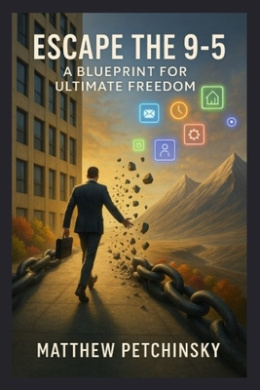 ESCAPE THE 9-5
A BLUEPRINT FOR
ULTIMATE FREEDOM
MATTHEW PETCHINSKY